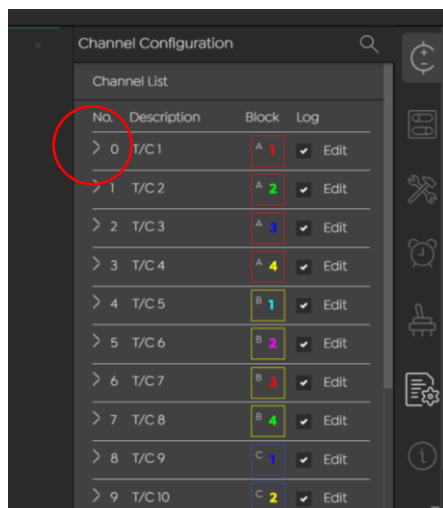 Channel Configuration
Channel List
No. Description Block Log
0 T/C 1 A 1 Edit
1 T/C 2 A 2 Edit
2 T/C 3 A 3 Edit
3 T/C 4 A 4 Edit
4 T/C 5 B 1 Edit
5 T/C 6 B 2 Edit
6 T/C 7 B 3 Edit
7 T/C 8 B 4 Edit
8 T/C 9 C 1 Edit
9 T/C 10 C 2 Edit